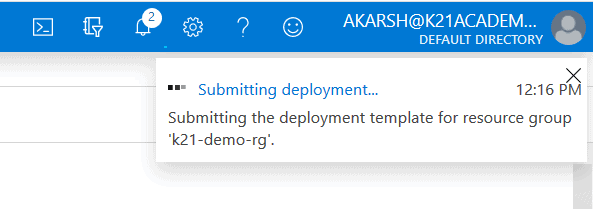 2
AKARSH@K21ACADEM...
DEFAULT DIRECTORY
Submitting deployment...
12:16 PM
Submitting the deployment template for resource group
'k21-demo-rg'.